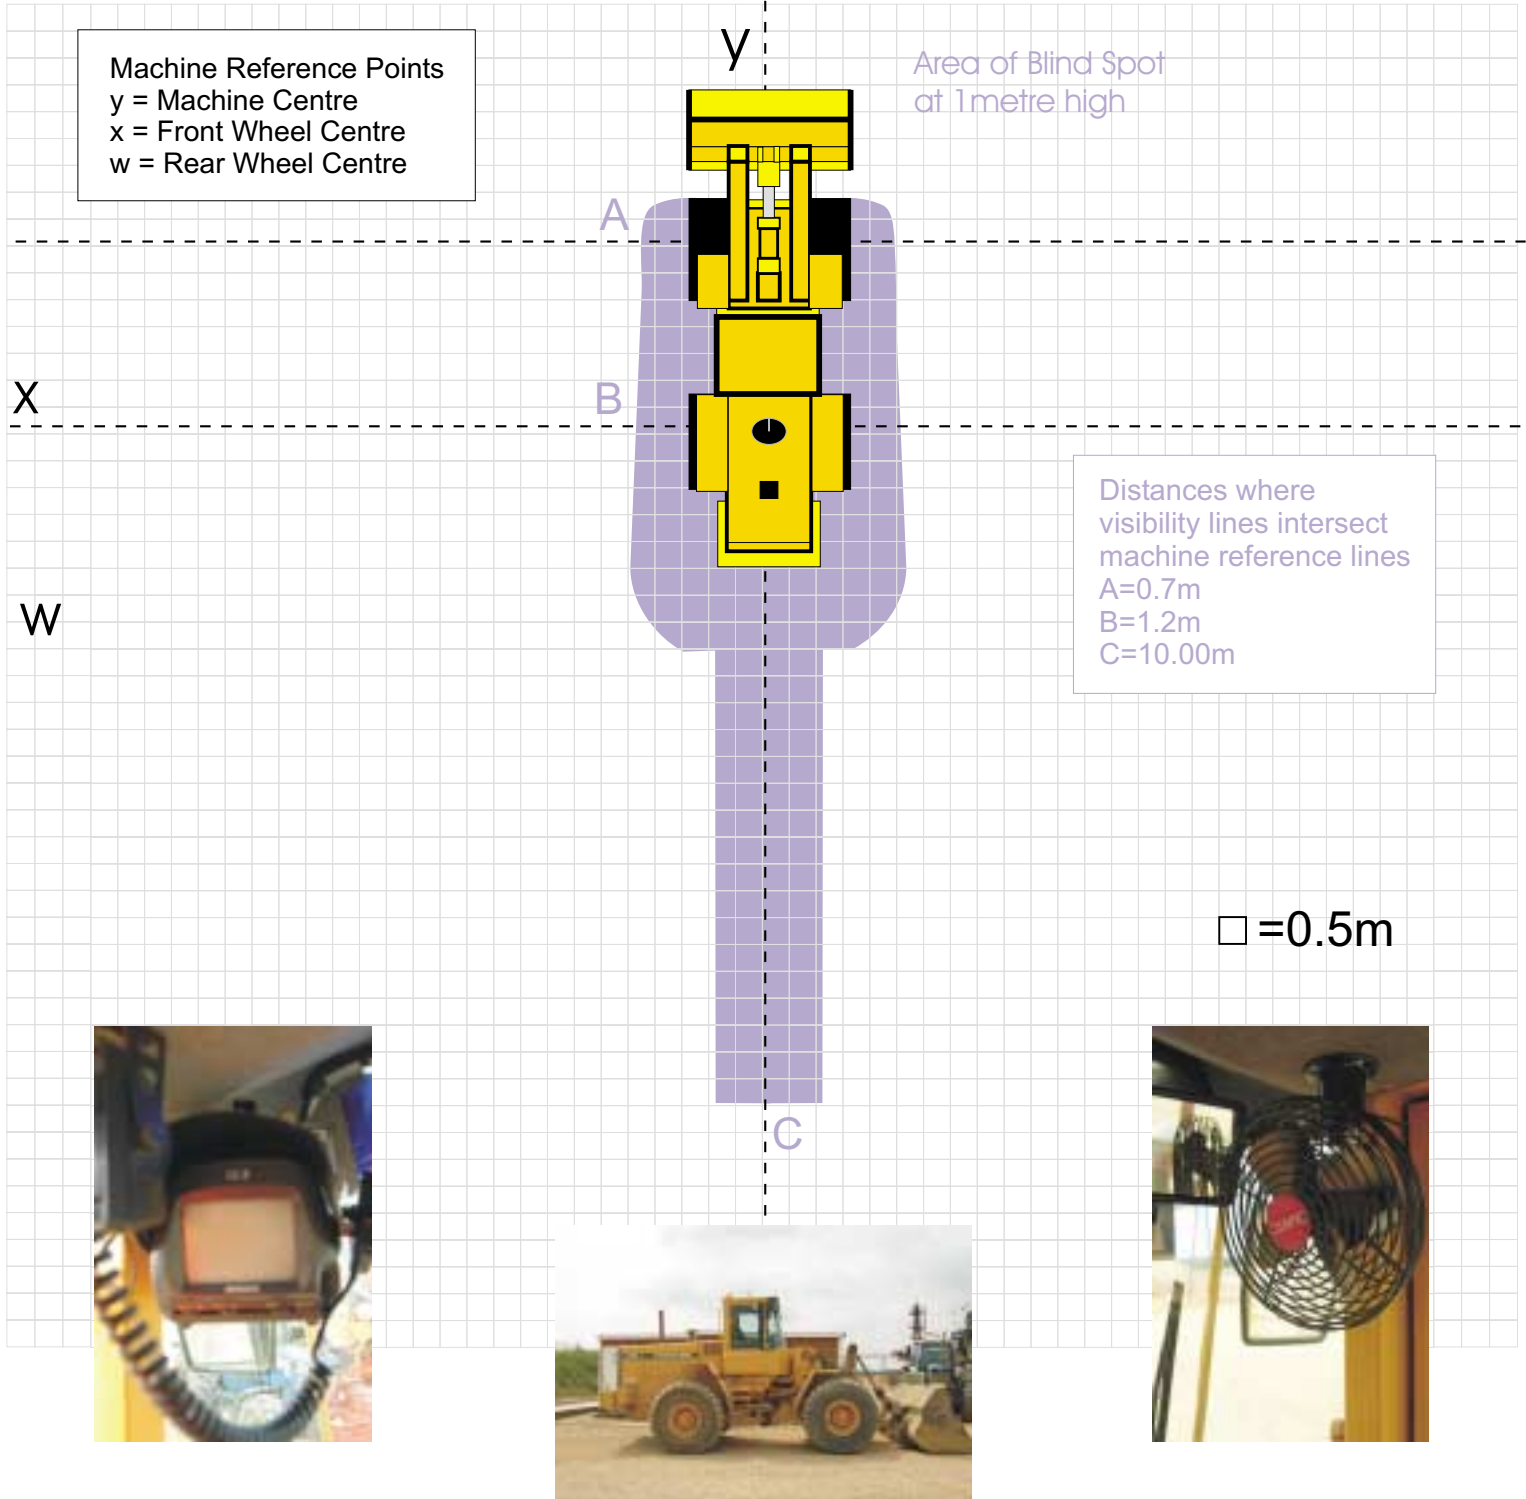 y
Machine Reference Points
y = Machine Centre
x = Front Wheel Centre
w = Rear Wheel Centre
Area of Blind Spot
at 1metre high
A
X
B
Distances where
visibility lines intersect
machine reference lines
A=0.7m
B=1.2m
C=10.00m
W
=0.5m
C